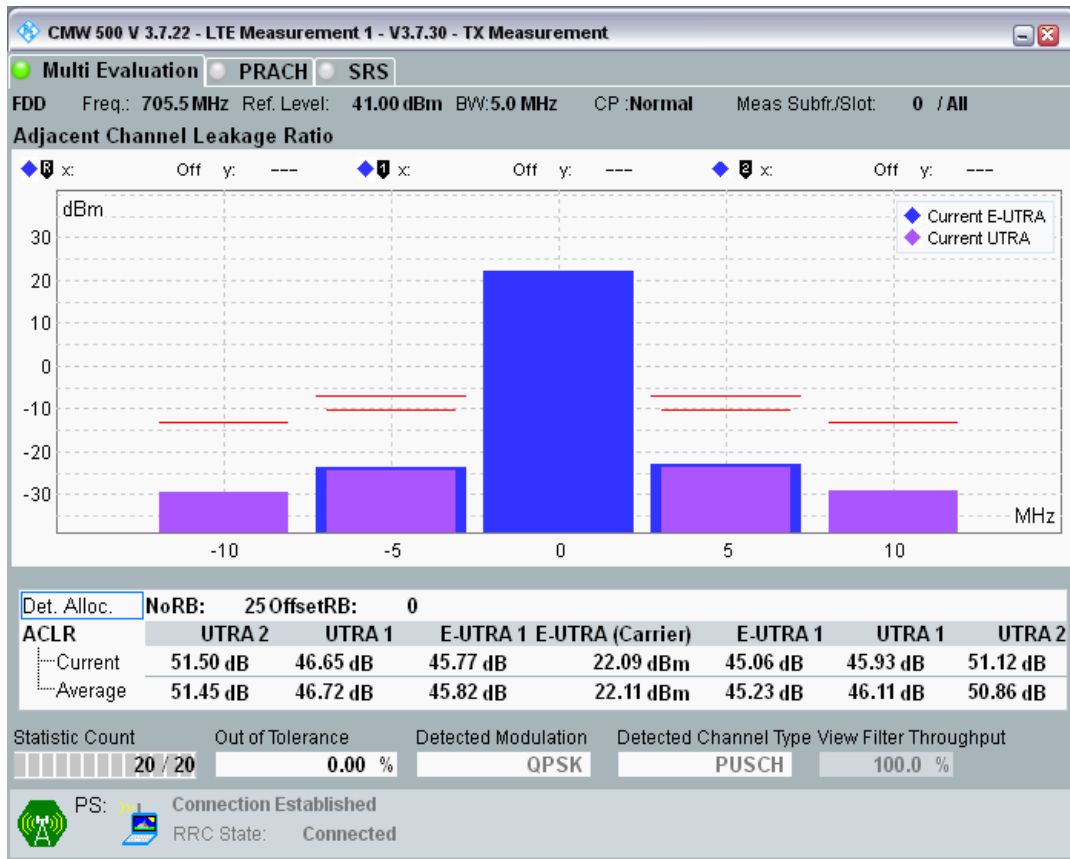 CMW 500 V 3.7.22 - LTE Measurement 1 - V3.7.30 - TX Measurement
Multi Evaluation PRACH SRS
FDD Freq.: 705.5 MHz Ref. Level: 41.00 dBm BW:5.0 MHz CP :Normal Meas Subfr./Slot: 0 / All
Adjacent Channel Leakage Ratio
R x: Off y: --- 1 x: Off y: --- 2 x: Off y: ---
dBm
Current E-UTRA
Current UTRA
30
20
10
0
-10
-20
-30
MHz
-10 -5 0 5 10
Det. Alloc. NoRB: 25 OffsetRB: 0
ACLR UTRA 2 UTRA 1 E-UTRA 1 E-UTRA (Carrier) E-UTRA 1 UTRA 1 UTRA 2
Current 51.50 dB 46.65 dB 45.77 dB 22.09 dBm 45.06 dB 45.93 dB 51.12 dB
Average 51.45 dB 46.72 dB 45.82 dB 22.11 dBm 45.23 dB 46.11 dB 50.86 dB
Statistic Count Out of Tolerance Detected Modulation Detected Channel Type View Filter Throughput
20 / 20 0.00 % QPSK PUSCH 100.0 %
PS: Connection Established
RRC State: Connected